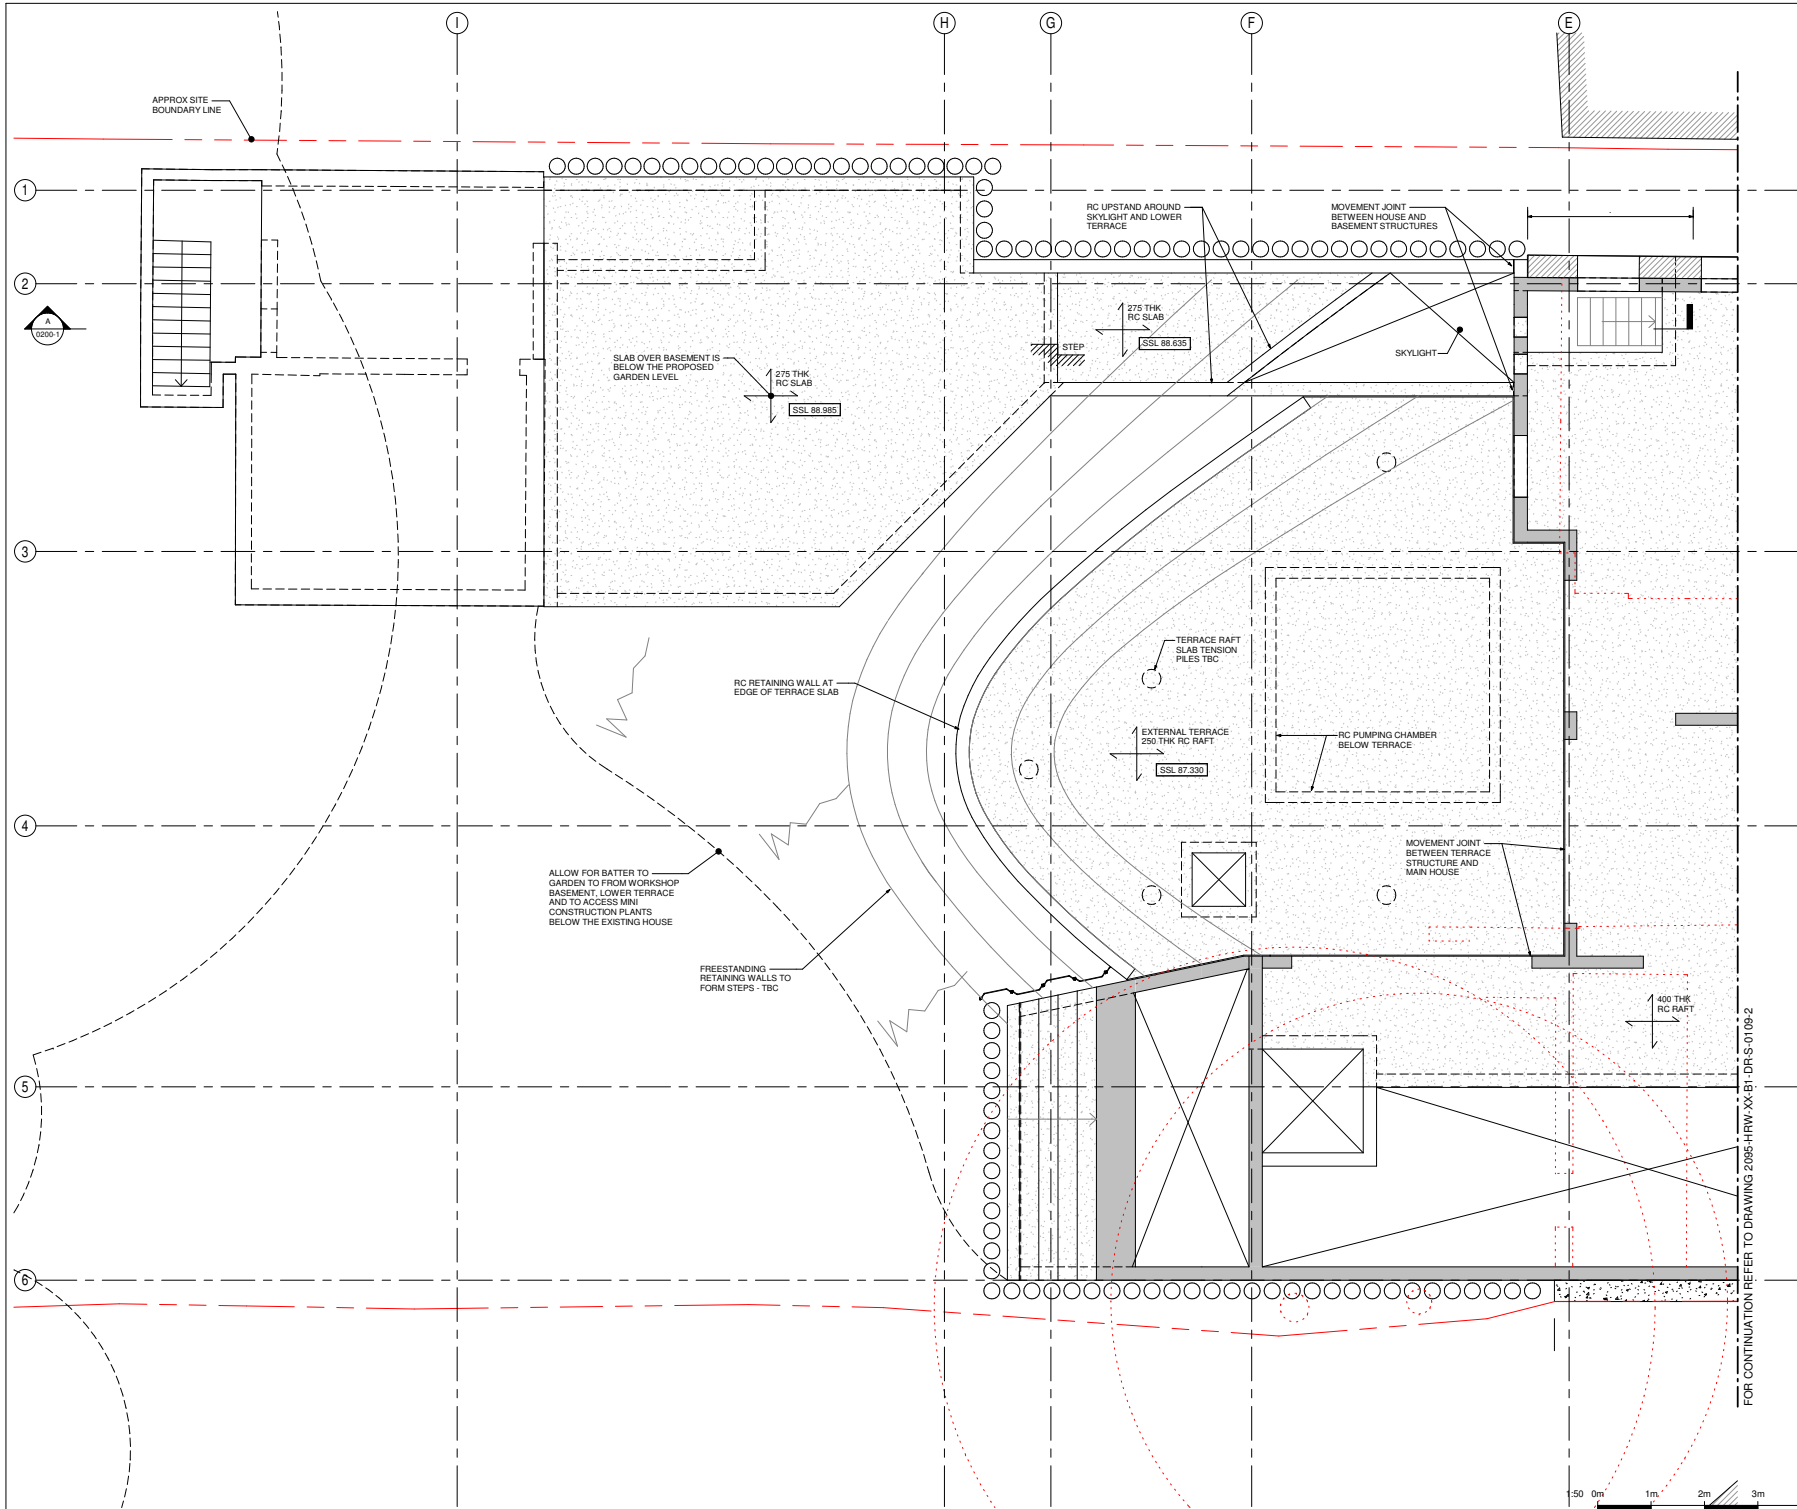 I
H
G
F
E
APPROX SITE
BOUNDARY LINE
1
RC UPSTAND AROUND
SKYLIGHT AND LOWER
TERRACE
MOVEMENT JOINT
BETWEEN HOUSE AND
BASEMENT STRUCTURES
2
A
0200-1
275 THK
RC SLAB
SSL 88.635
STEP
SKYLIGHT
SLAB OVER BASEMENT IS
BELOW THE PROPOSED
GARDEN LEVEL
275 THK
RC SLAB
SSL 88.985
3
TERRACE RAFT
SLAB TENSION
PILES TBC
RC RETAINING WALL AT
EDGE OF TERRACE SLAB
EXTERNAL TERRACE
250 THK RC RAFT
SSL 87.330
RC PUMPING CHAMBER
BELOW TERRACE
4
MOVEMENT JOINT
BETWEEN TERRACE
STRUCTURE AND
MAIN HOUSE
ALLOW FOR BATTER TO
GARDEN TO FROM WORKSHOP
BASEMENT, LOWER TERRACE
AND TO ACCESS MINI
CONSTRUCTION PLANTS
BELOW THE EXISTING HOUSE
FREESTANDING
RETAINING WALLS TO
FORM STEPS - TBC
400 THK
RC RAFT
5
6
FOR CONTINUATION REFER TO DRAWING 2095-HRW-XX-B1-DR-S-0109-2
1:50 0m 1m 2m 3m